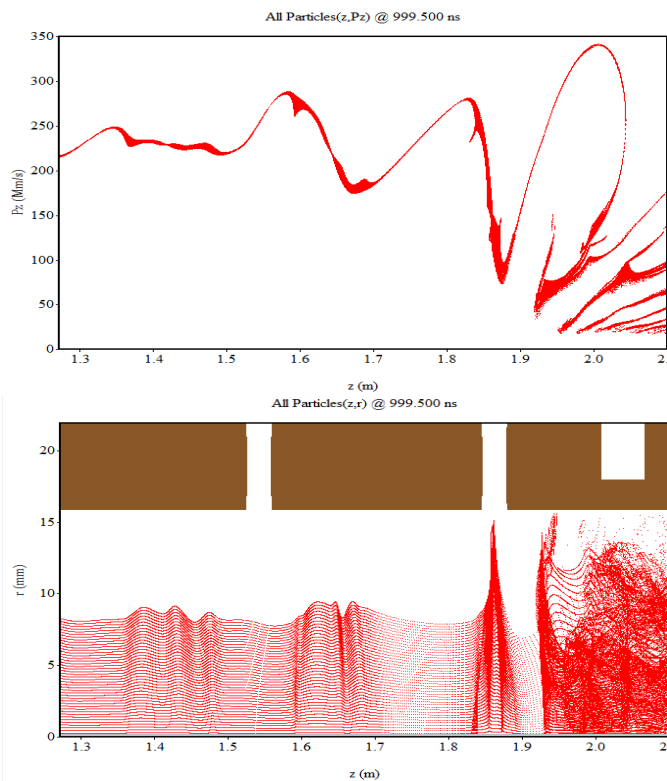 All Particles(z,Pz) @ 999.500 ns
350
300
250
200
150
100
50
0
Pz (Mm/s)
1.3 1.4 1.5 1.6 1.7 1.8 1.9 2.0 2.
z (m)
All Particles(z,r) @ 999.500 ns
20
15
10
5
0
r (mm)
1.3 1.4 1.5 1.6 1.7 1.8 1.9 2.0 2
z (m)